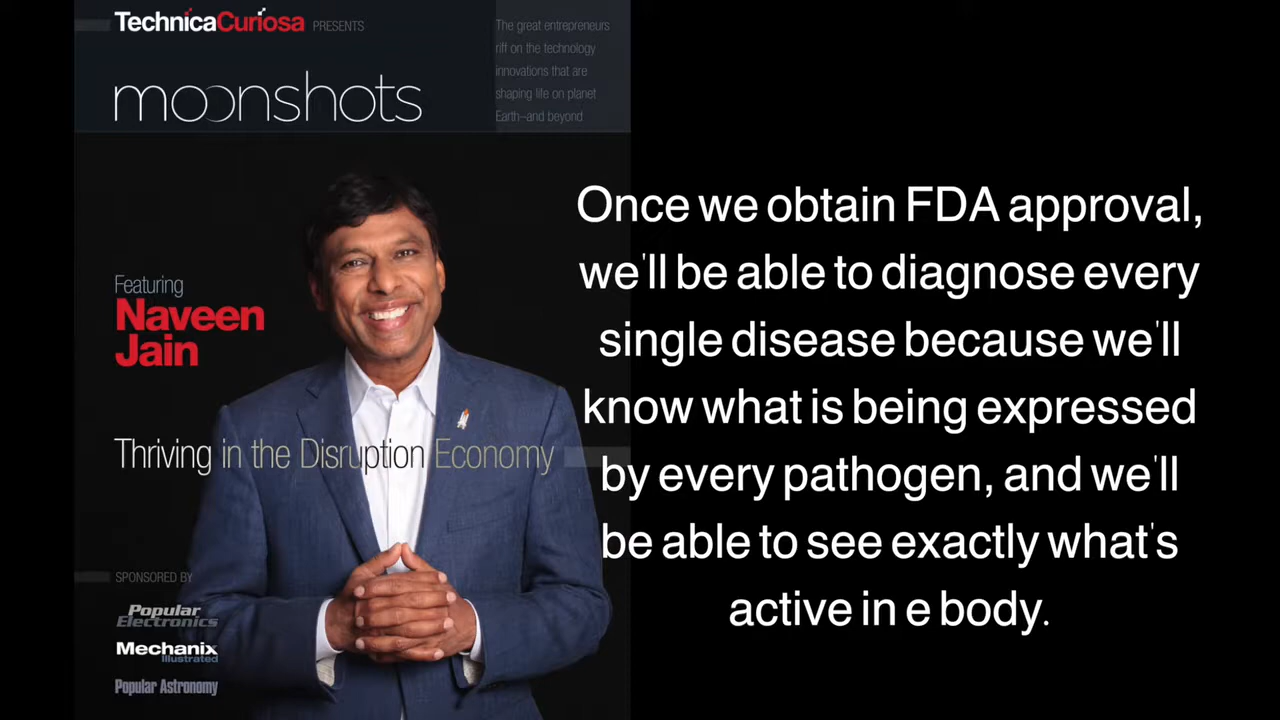 TechnicaCuriosa PRESENTS
moonshots
The great entrepreneurs
riff on the technology
innovations that are
shaping life on planet
Earth—and beyond
Featuring
Naveen
Jain
Thriving in the Disruption Economy
SPONSORED BY
Popular
Electronics
Mechanix
Illustrated
Popular Astronomy
Once we obtain FDA approval,
we'll be able to diagnose every
single disease because we'll
know what is being expressed
by every pathogen, and we'll
be able to see exactly what's
active in e body.